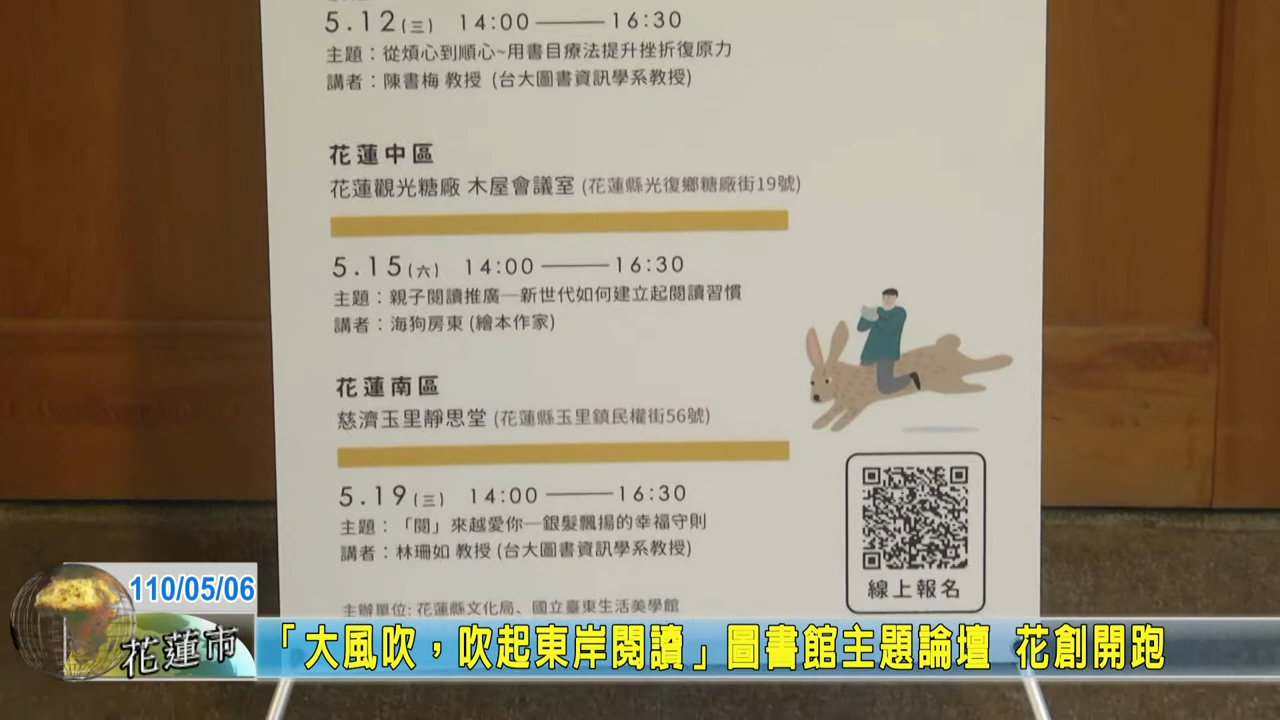 5.12(三) 14:00 —— 16:30
主題：從煩心到順心~用書目療法提升挫折復原力
講者：陳書梅 教授 (台大圖書資訊學系教授)
花蓮中區
花蓮觀光糖廠 木屋會議室 (花蓮縣光復鄉糖廠街19號)
5.15(六) 14:00 —— 16:30
主題：親子閱讀推廣—新世代如何建立起閱讀習慣
講者：海狗房東 (繪本作家)
花蓮南區
慈濟玉里靜思堂 (花蓮縣玉里鎮民權街56號)
5.19(三) 14:00 —— 16:30
主題：「閱」來越愛你—銀髮飄揚的幸福守則
講者：林珊如 教授 (台大圖書資訊學系教授)
線上報名
主辦單位: 花蓮縣文化局、國立臺東生活美學館
110/05/06
花蓮市
「大風吹，吹起東岸閱讀」圖書館主題論壇 花創開跑